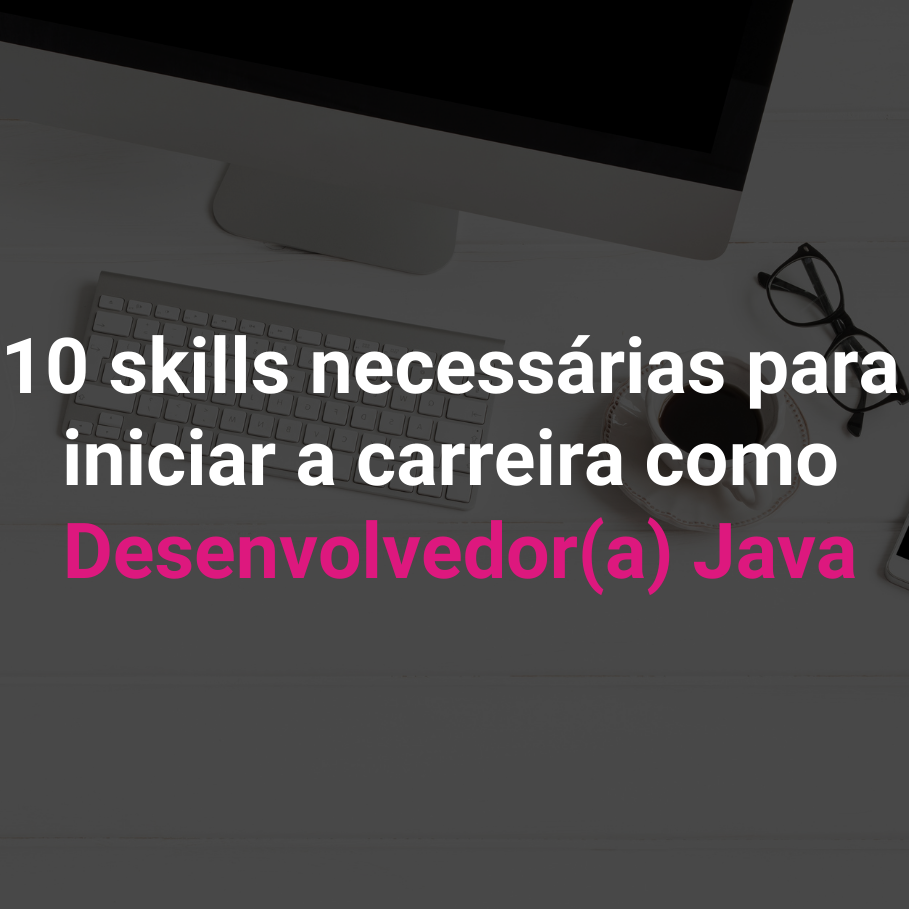 10 skills necessárias para
iniciar a carreira como
Desenvolvedor(a) Java